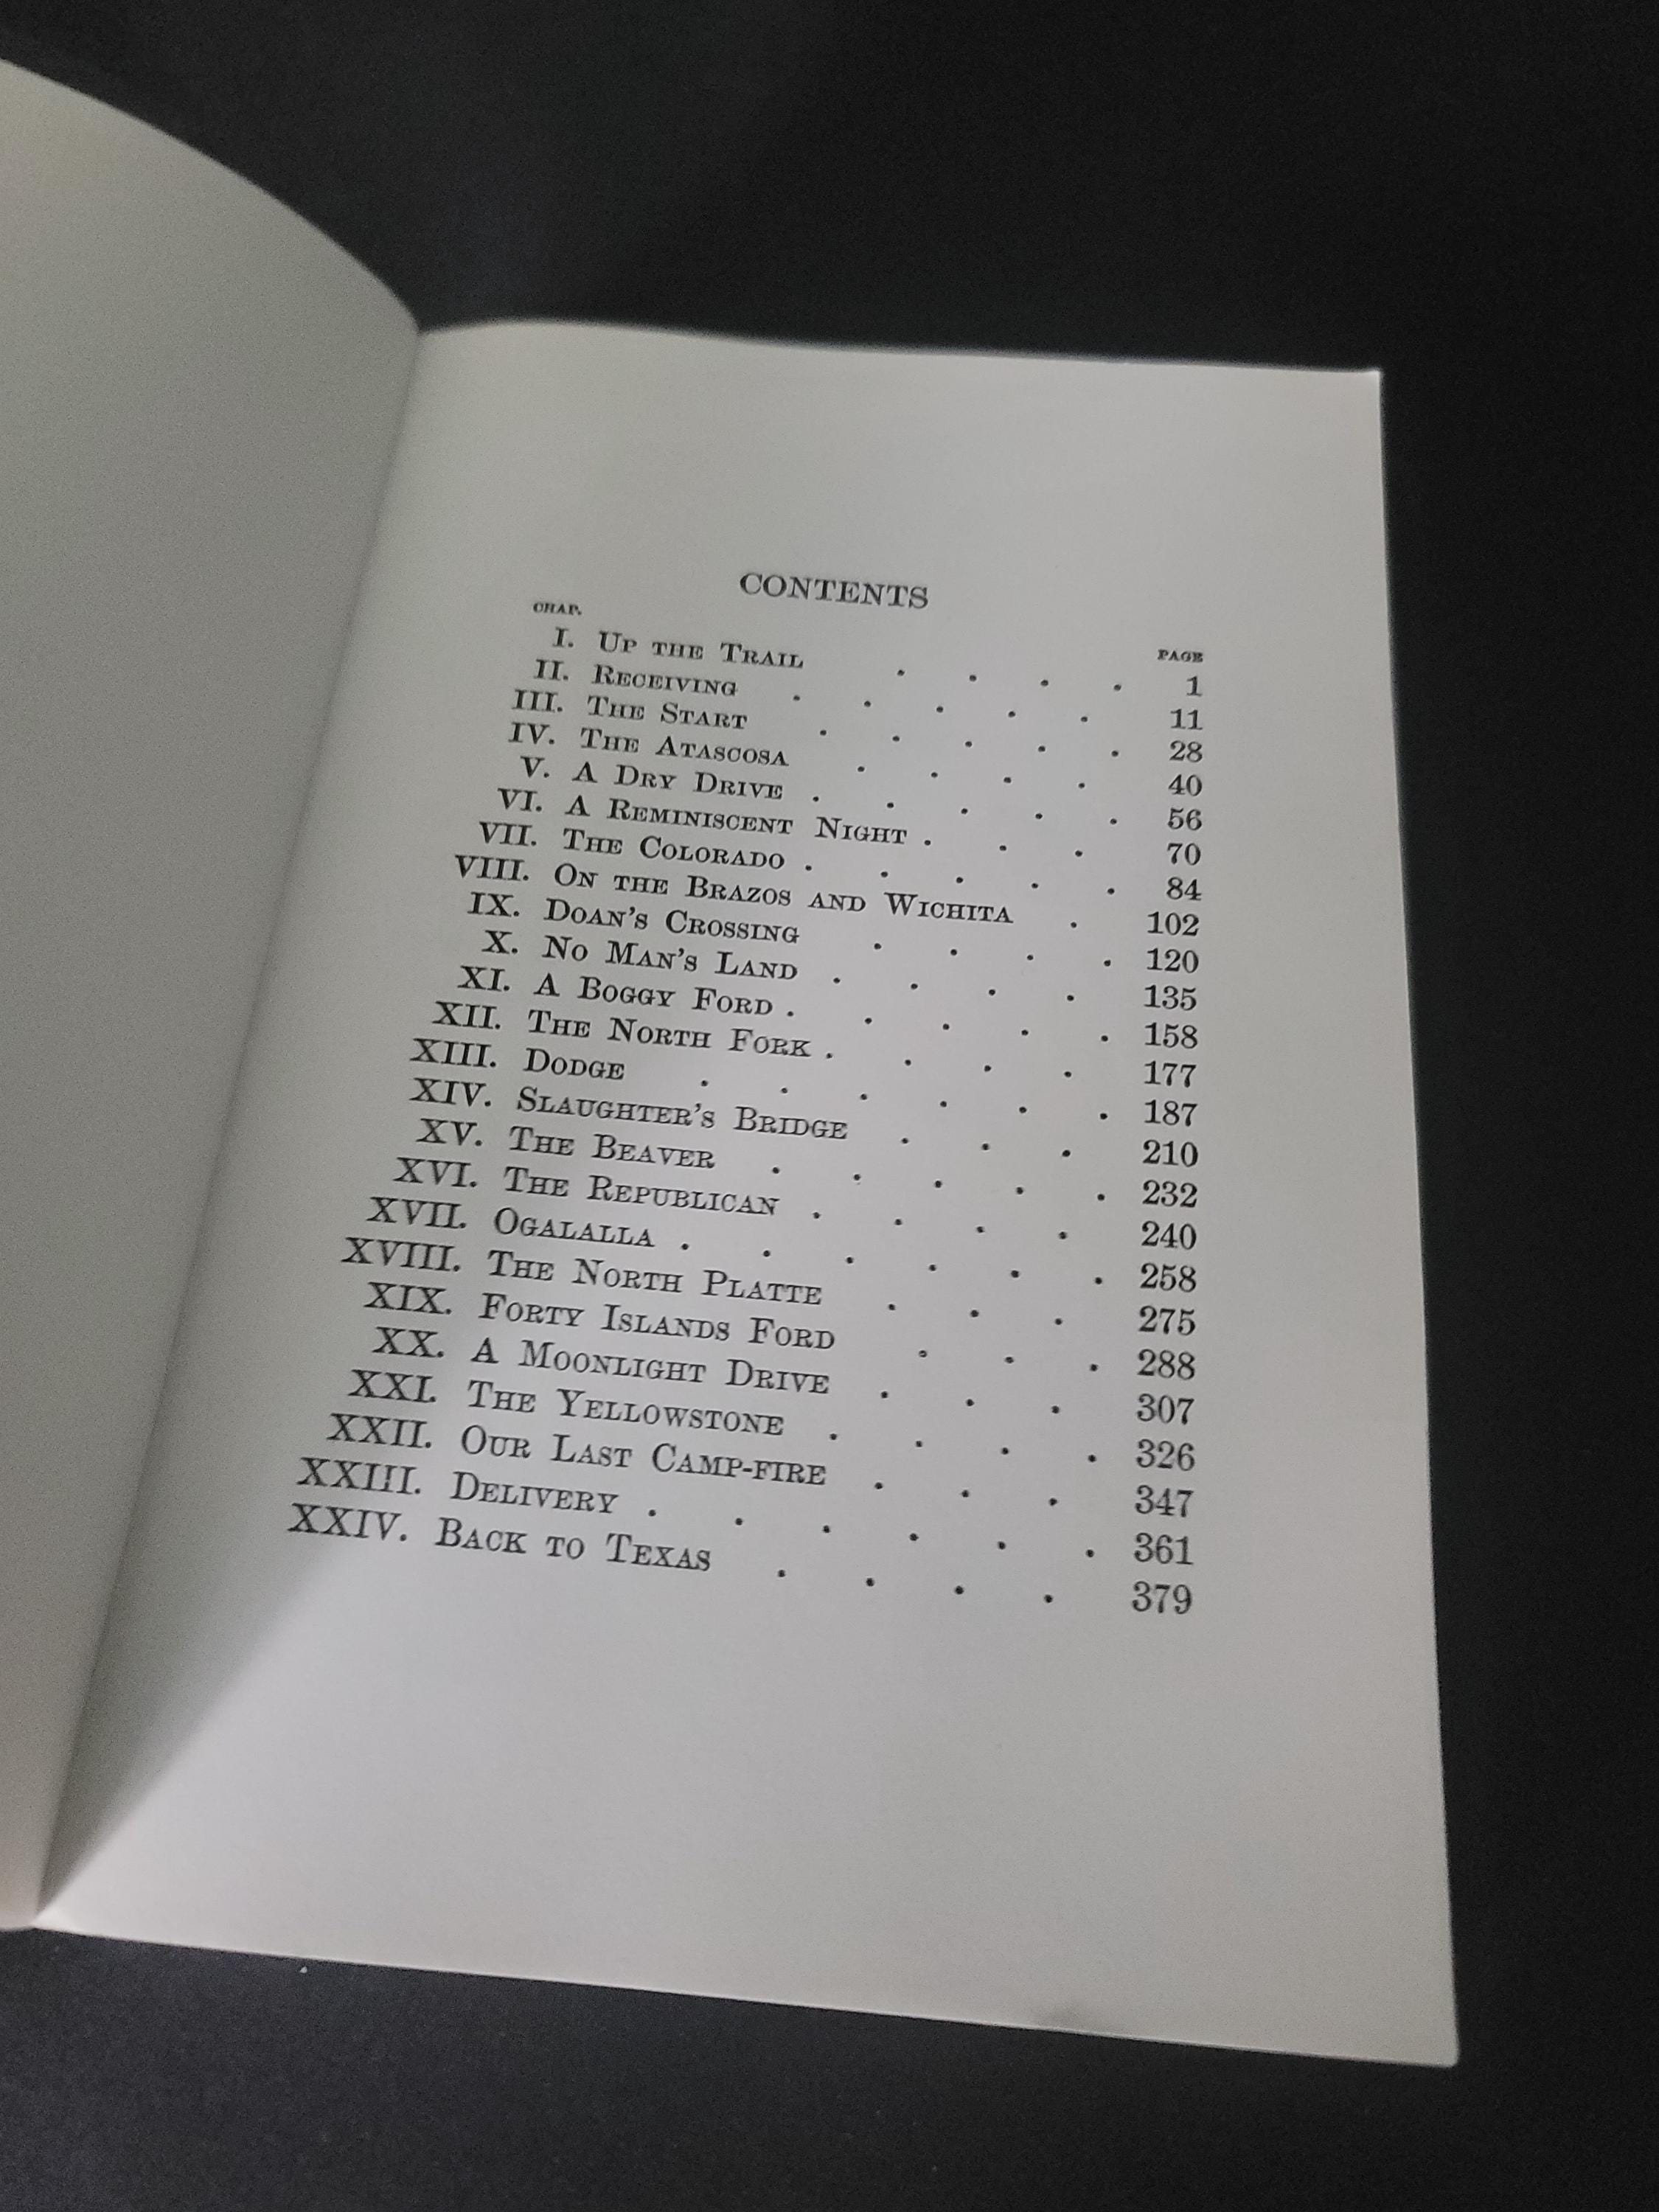 CONTENTS
CHAP. PAGE
I. UP THE TRAIL . . . . 1
II. RECEIVING . . . . . 11
III. THE START . . . . . 28
IV. THE ATASCOSA . . . . 40
V. A DRY DRIVE . . . . . 56
VI. A REMINISCENT NIGHT . . . 70
VII. THE COLORADO . . . . . 84
VIII. ON THE BRAZOS AND WICHITA . 102
IX. DOAN'S CROSSING . . . . 120
X. NO MAN'S LAND . . . . 135
XI. A BOGGY FORD . . . . . 158
XII. THE NORTH FORK . . . . 177
XIII. DODGE . . . . . . 187
XIV. SLAUGHTER'S BRIDGE . . . 210
XV. THE BEAVER . . . . . 232
XVI. THE REPUBLICAN . . . . 240
XVII. OGALALLA . . . . . . 258
XVIII. THE NORTH PLATTE . . . 275
XIX. FORTY ISLANDS FORD . . . 288
XX. A MOONLIGHT DRIVE . . . 307
XXI. THE YELLOWSTONE . . . . 326
XXII. OUR LAST CAMP-FIRE . . . 347
XXIII. DELIVERY . . . . . . 361
XXIV. BACK TO TEXAS . . . . 379